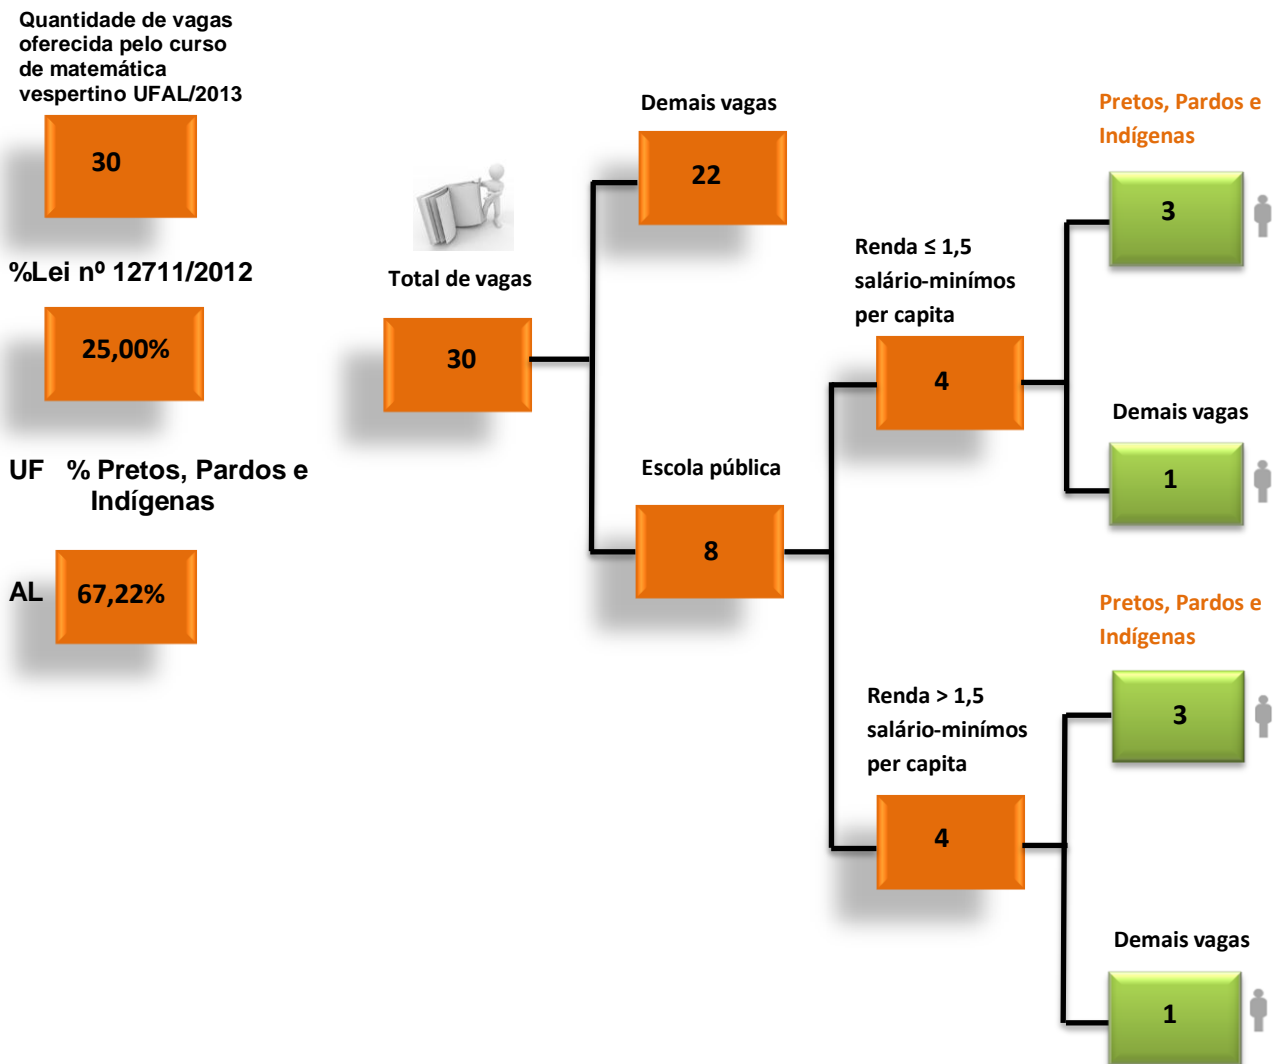 Quantidade de vagas
oferecida pelo curso
de matemática
vespertino UFAL/2013
30
%Lei nº 12711/2012
25,00%
UF % Pretos, Pardos e
Indígenas
AL 67,22%
Total de vagas
30
Demais vagas
22
Escola pública
8
Renda ≤ 1,5
salário-minímos
per capita
4
Renda > 1,5
salário-minímos
per capita
4
Pretos, Pardos e
Indígenas
3
Demais vagas
1
Pretos, Pardos e
Indígenas
3
Demais vagas
1